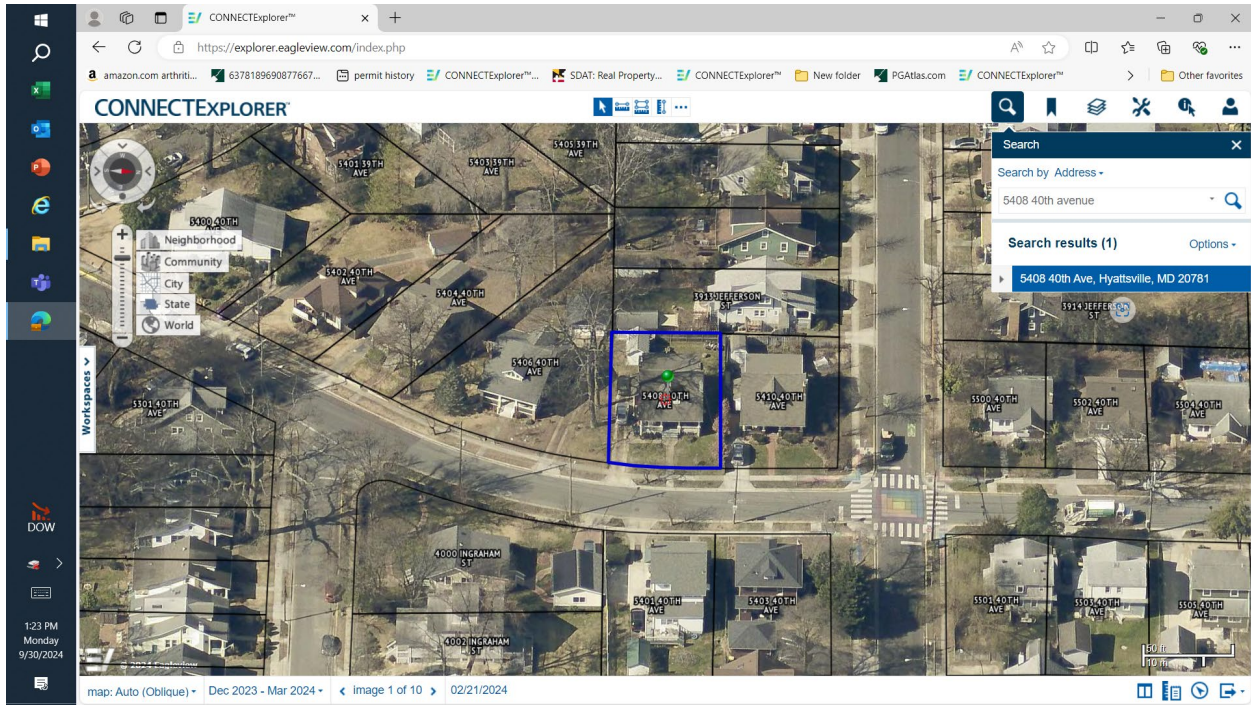 CONNECTExplorer™
https://explorer.eagleview.com/index.php
amazon.com arthriti...
6378189690877667...
permit history
CONNECTExplorer™...
SDAT: Real Property...
CONNECTExplorer™
New folder
PGAtlas.com
CONNECTExplorer™
Other favorites
CONNECTEXPLORER™
Search
Search by Address
5408 40th avenue
Search results (1)
Options
5408 40th Ave, Hyattsville, MD 20781
Neighborhood
Community
City
State
World
Workspaces
5401 39TH
AVE
5403 39TH
AVE
5405 39TH
AVE
5400 40TH
AVE
5402 40TH
AVE
5404 40TH
AVE
3913 JEFFERSON
ST
3914 JEFFERSON
ST
5406 40TH
AVE
5408 40TH
AVE
5410 40TH
AVE
5500 40TH
AVE
5502 40TH
AVE
5504 40TH
AVE
5301 40TH
AVE
4000 INGRAHAM
ST
5401 40TH
AVE
5403 40TH
AVE
5501 40TH
AVE
5503 40TH
AVE
5505 40TH
AVE
4002 INGRAHAM
ST
50 ft
10 m
© 2024 Eagleview
map: Auto (Oblique)
Dec 2023 - Mar 2024
image 1 of 10
02/21/2024
DOW
1:23 PM
Monday
9/30/2024